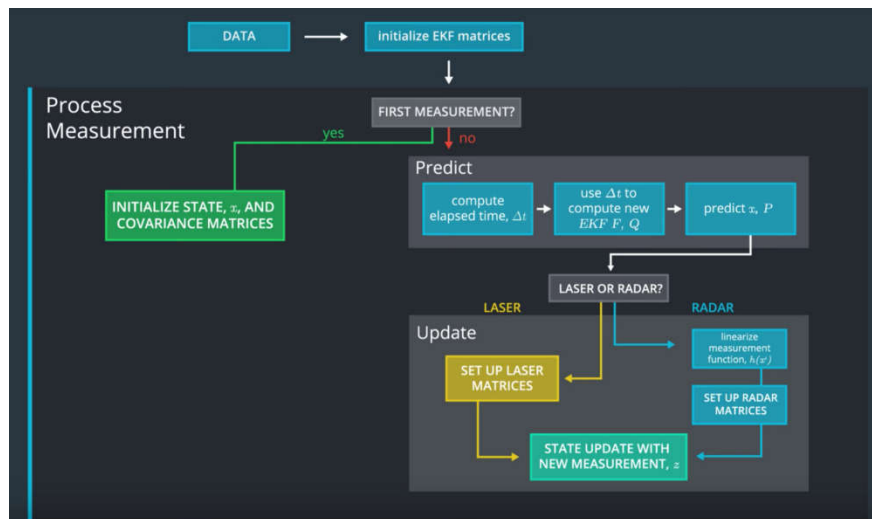 DATA
initialize EKF matrices
Process
Measurement
FIRST MEASUREMENT?
yes
no
INITIALIZE STATE, x, AND
COVARIANCE MATRICES
Predict
compute
elapsed time, Δt
use Δt to
compute new
EKF F, Q
predict x, P
LASER OR RADAR?
LASER
RADAR
Update
SET UP LASER
MATRICES
linearize
measurement
function, h(x')
SET UP RADAR
MATRICES
STATE UPDATE WITH
NEW MEASUREMENT, z